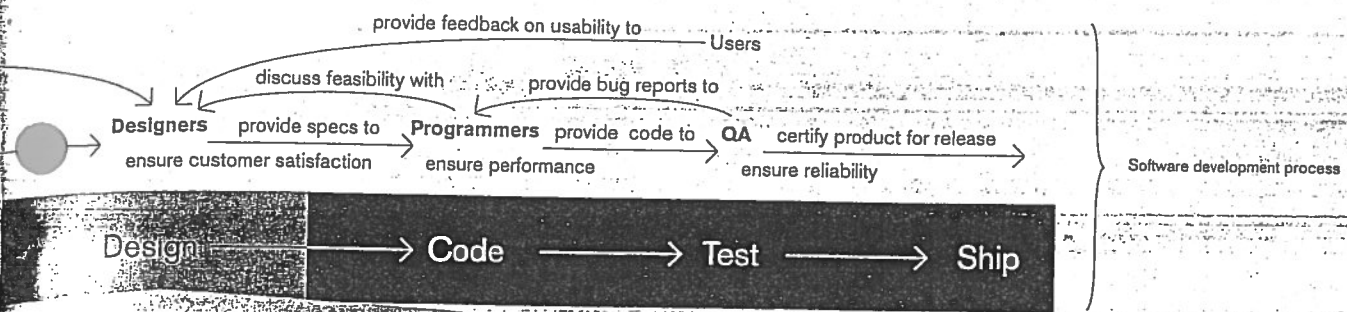 provide feedback on usability to
Users
discuss feasibility with
provide bug reports to
Designers provide specs to Programmers provide code to QA certify product for release
ensure customer satisfaction ensure performance ensure reliability
Software development process
Design Code Test Ship